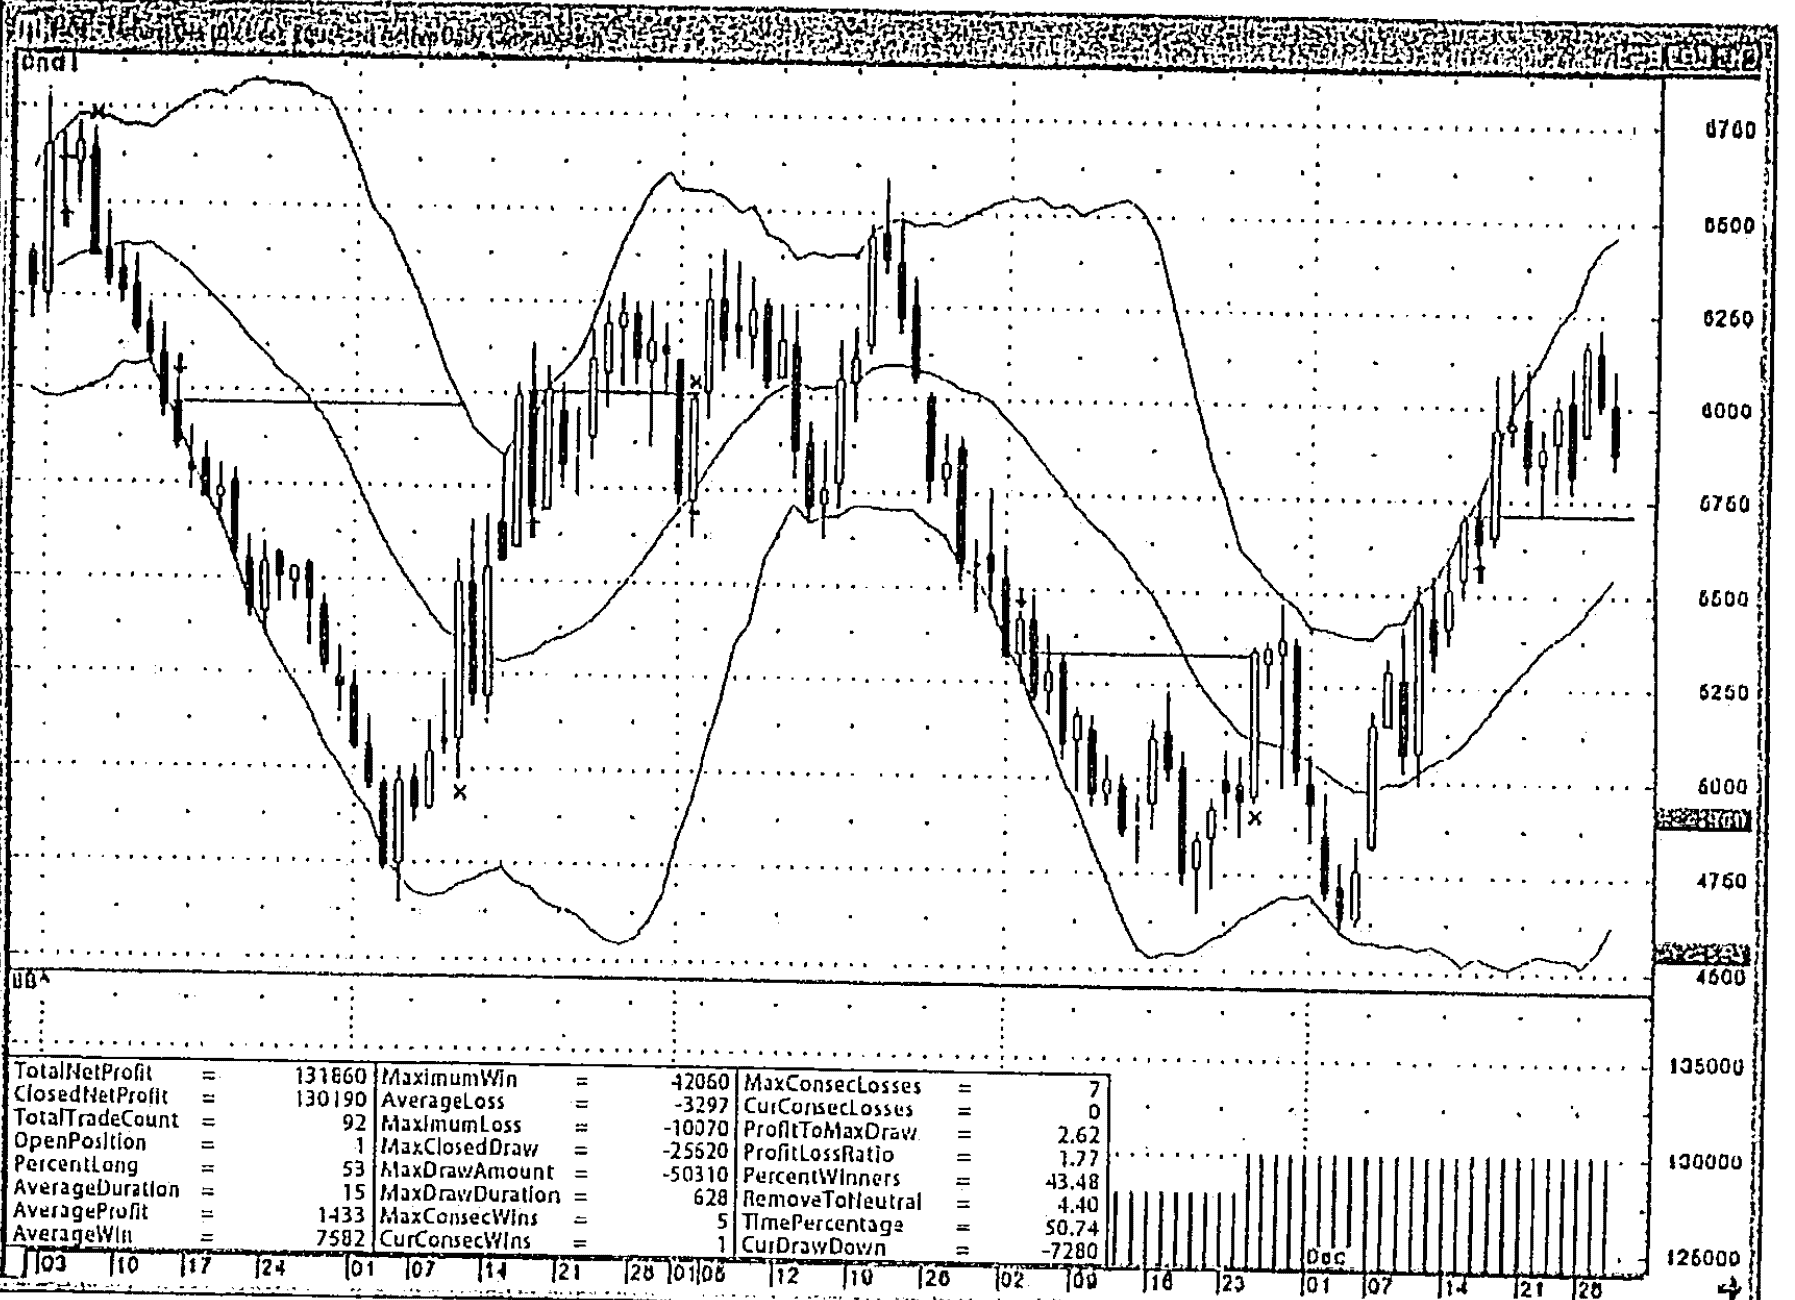 6760
6500
6250
6000
5750
5500
5250
5000
4750
4500
135000
130000
125000
TotalNetProfit = 131860 MaximumWin = 42060 MaxConsecLosses = 7
ClosedNetProfit = 130190 AverageLoss = -3297 CurConsecLosses = 0
TotalTradeCount = 92 MaximumLoss = -10070 ProfitToMaxDraw = 2.62
OpenPosition = 1 MaxClosedDraw = -25620 ProfitLossRatio = 1.77
PercentLong = 53 MaxDrawAmount = -50310 PercentWinners = 43.48
AverageDuration = 15 MaxDrawDuration = 628 RemoveToNeutral = 4.40
AverageProfit = 1433 MaxConsecWins = 5 TimePercentage = 50.74
AverageWin = 7582 CurConsecWins = 1 CurDrawDown = -7280
Dec
03 10 17 24 01 07 14 21 28 01 06 12 19 26 02 09 16 23 01 07 14 21 28